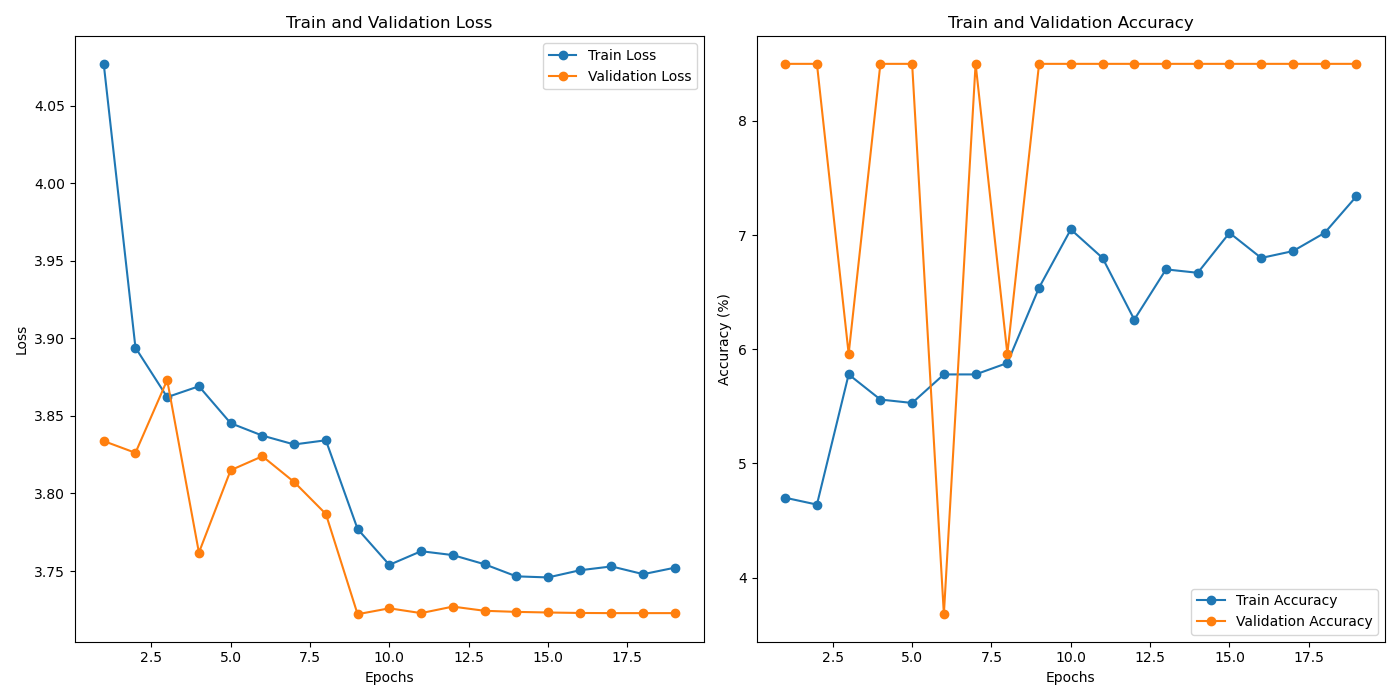 Train and Validation Loss
Train Loss
Validation Loss
4.05
4.00
3.95
3.90
3.85
3.80
3.75
Loss
2.5 5.0 7.5 10.0 12.5 15.0 17.5
Epochs
Train and Validation Accuracy
8
7
6
5
4
Accuracy (%)
Train Accuracy
Validation Accuracy
2.5 5.0 7.5 10.0 12.5 15.0 17.5
Epochs